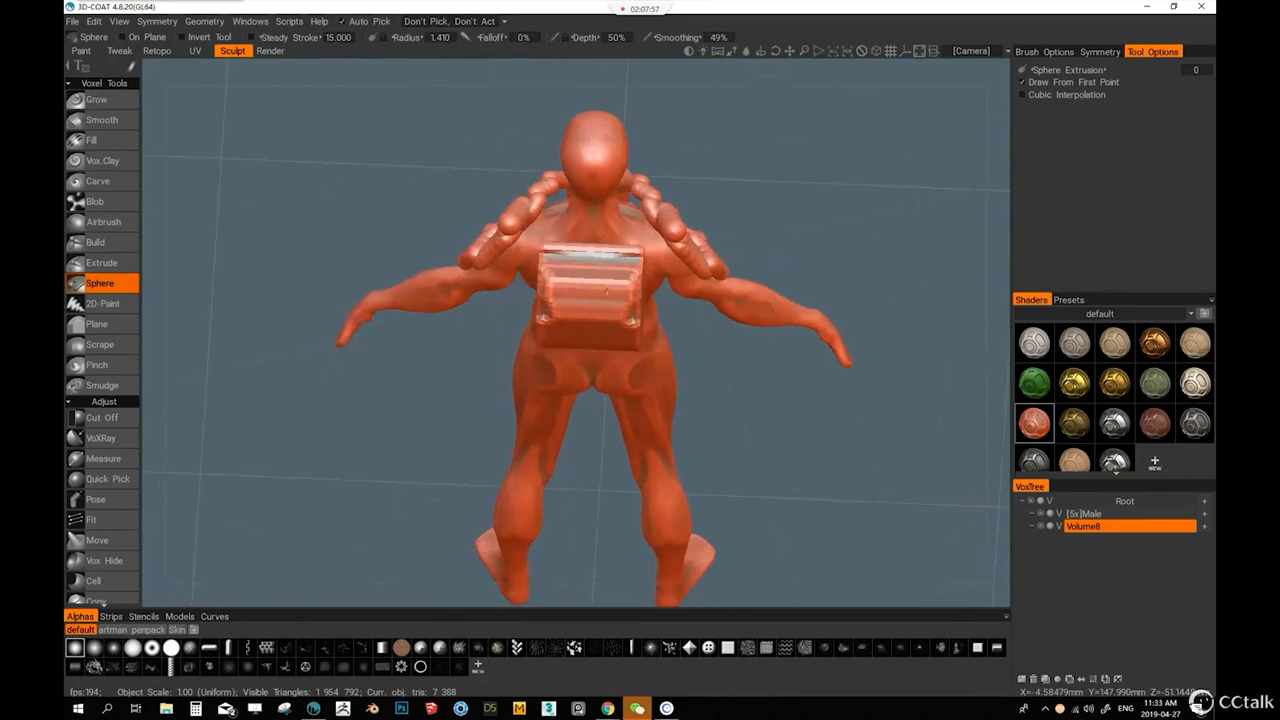 3D-COAT 4.8.20(GL64)
02:07:57
File Edit View Symmetry Geometry Windows Scripts Help Auto Pick Don't Pick, Don't Act
Sphere On Plane Invert Tool Steady Stroke 15.000 Radius 1.410 Falloff 0% Depth 50% Smoothing 49%
Paint Tweak Retopo UV Sculpt Render [Camera] Brush Options Symmetry Tool Options
Voxel Tools
Grow
Smooth
Fill
Vox.Clay
Carve
Blob
Airbrush
Build
Extrude
Sphere
2D-Paint
Plane
Scrape
Pinch
Smudge
Adjust
Cut Off
VoXRay
Measure
Quick Pick
Pose
Fit
Move
Vox Hide
Cell
Copy
Sphere Extrusion 0
Draw From First Point
Cubic Interpolation
Shaders Presets
default
NEW
VoxTree
Root
[5x]Male
Volume8
Alphas Strips Stencils Models Curves
default artman penpack Skin
NEW
fps:194; Object Scale: 1.00 (Uniform); Visible Triangles: 1 954 792; Curr. obj. tris: 7 388
11:33 AM
ENG
2019-04-27
CCtalk